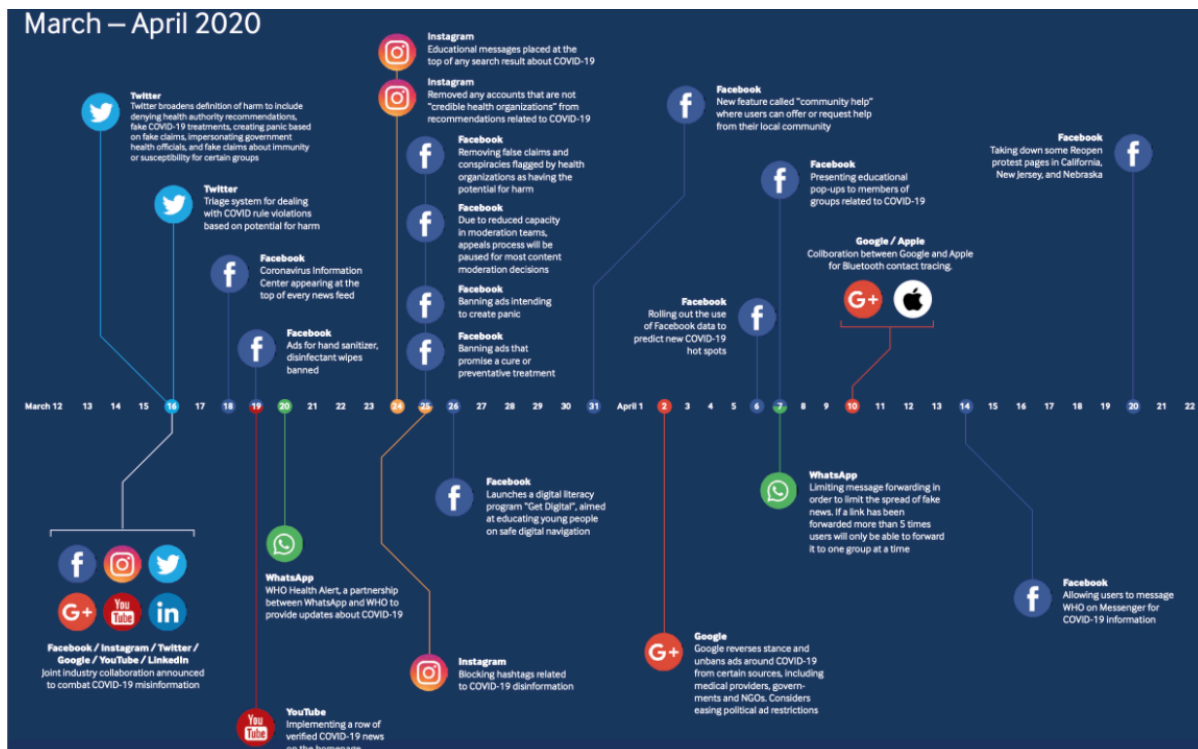 March – April 2020
Twitter
Twitter broadens definition of harm to include
denying health authority recommendations,
fake COVID-19 treatments, creating panic based
on fake claims, impersonating government
health officials, and fake claims about immunity
or susceptibility for certain groups
Twitter
Triage system for dealing
with COVID rule violations
based on potential for harm
Facebook
Coronavirus Information
Center appearing at the
top of every news feed
Facebook
Ads for hand sanitizer,
disinfectant wipes
banned
Instagram
Educational messages placed at the
top of any search result about COVID-19
Instagram
Removed any accounts that are not
"credible health organizations" from
recommendations related to COVID-19
Facebook
Removing false claims and
conspiracies flagged by health
organizations as having the
potential for harm
Facebook
Due to reduced capacity
in moderation teams,
appeals process will be
paused for most content
moderation decisions
Facebook
Banning ads intending
to create panic
Facebook
Banning ads that
promise a cure or
preventative treatment
Facebook
New feature called "community help"
where users can offer or request help
from their local community
Facebook
Presenting educational
pop-ups to members of
groups related to COVID-19
Facebook
Rolling out the use
of Facebook data to
predict new COVID-19
hot spots
Google / Apple
Collboration between Google and Apple
for Bluetooth contact tracing.
G+
Facebook
Taking down some Reopen
protest pages in California,
New Jersey, and Nebraska
March 12 13 14 15 16 17 18 19 20 21 22 23 24 25 26 27 28 29 30 31 April 1 2 3 4 5 6 7 8 9 10 11 12 13 14 15 16 17 18 19 20 21 22
f
G+ You Tube in
Facebook / Instagram / Twitter /
Google / YouTube / LinkedIn
Joint industry collaboration announced
to combat COVID-19 misinformation
WhatsApp
WHO Health Alert, a partnership
between WhatsApp and WHO to
provide updates about COVID-19
You
Tube
YouTube
Implementing a row of
verified COVID-19 news
on the homepage
Facebook
Launches a digital literacy
program "Get Digital", aimed
at educating young people
on safe digital navigation
Instagram
Blocking hashtags related
to COVID-19 disinformation
G+
Google
Google reverses stance and
unbans ads around COVID-19
from certain sources, including
medical providers, govern-
ments and NGOs. Considers
easing political ad restrictions
WhatsApp
Limiting message forwarding in
order to limit the spread of fake
news. If a link has been
forwarded more than 5 times
users will only be able to forward
it to one group at a time
Facebook
Allowing users to message
WHO on Messenger for
COVID-19 information